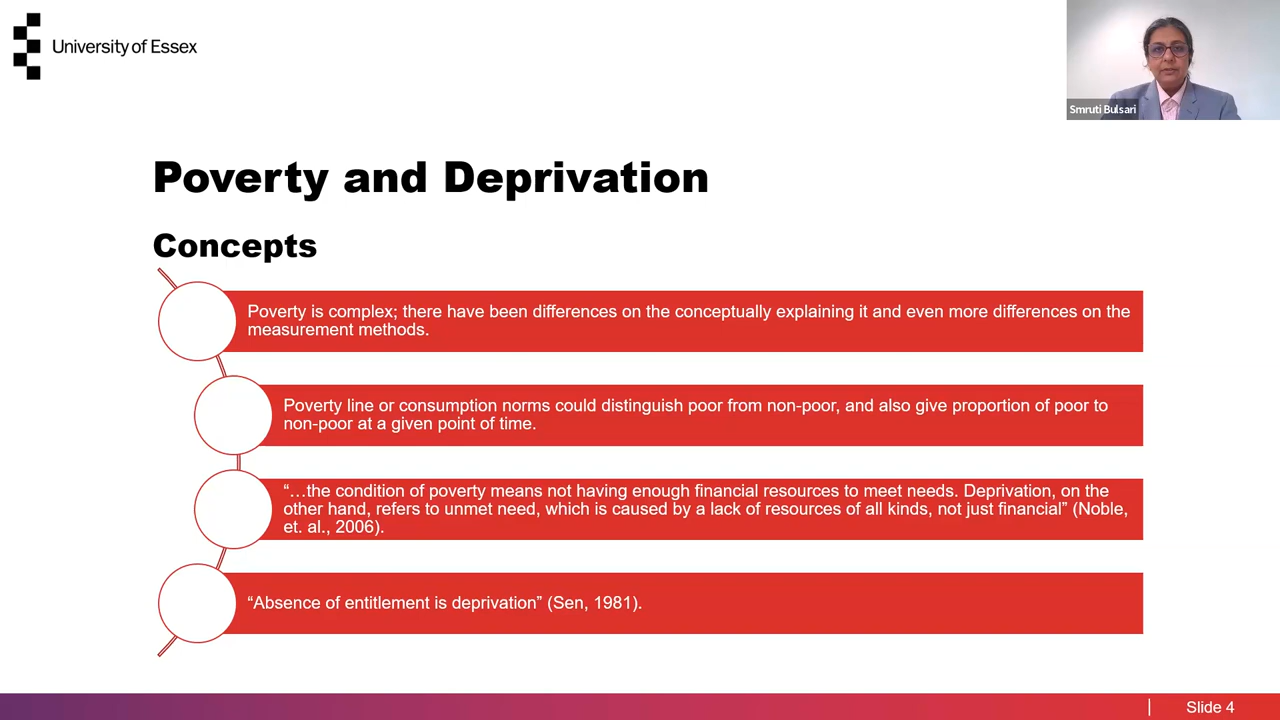 University of Essex
Smruti Bulsari
Poverty and Deprivation
Concepts
Poverty is complex; there have been differences on the conceptually explaining it and even more differences on the
measurement methods.
Poverty line or consumption norms could distinguish poor from non-poor, and also give proportion of poor to
non-poor at a given point of time.
“…the condition of poverty means not having enough financial resources to meet needs. Deprivation, on the
other hand, refers to unmet need, which is caused by a lack of resources of all kinds, not just financial” (Noble,
et. al., 2006).
“Absence of entitlement is deprivation” (Sen, 1981).
Slide 4